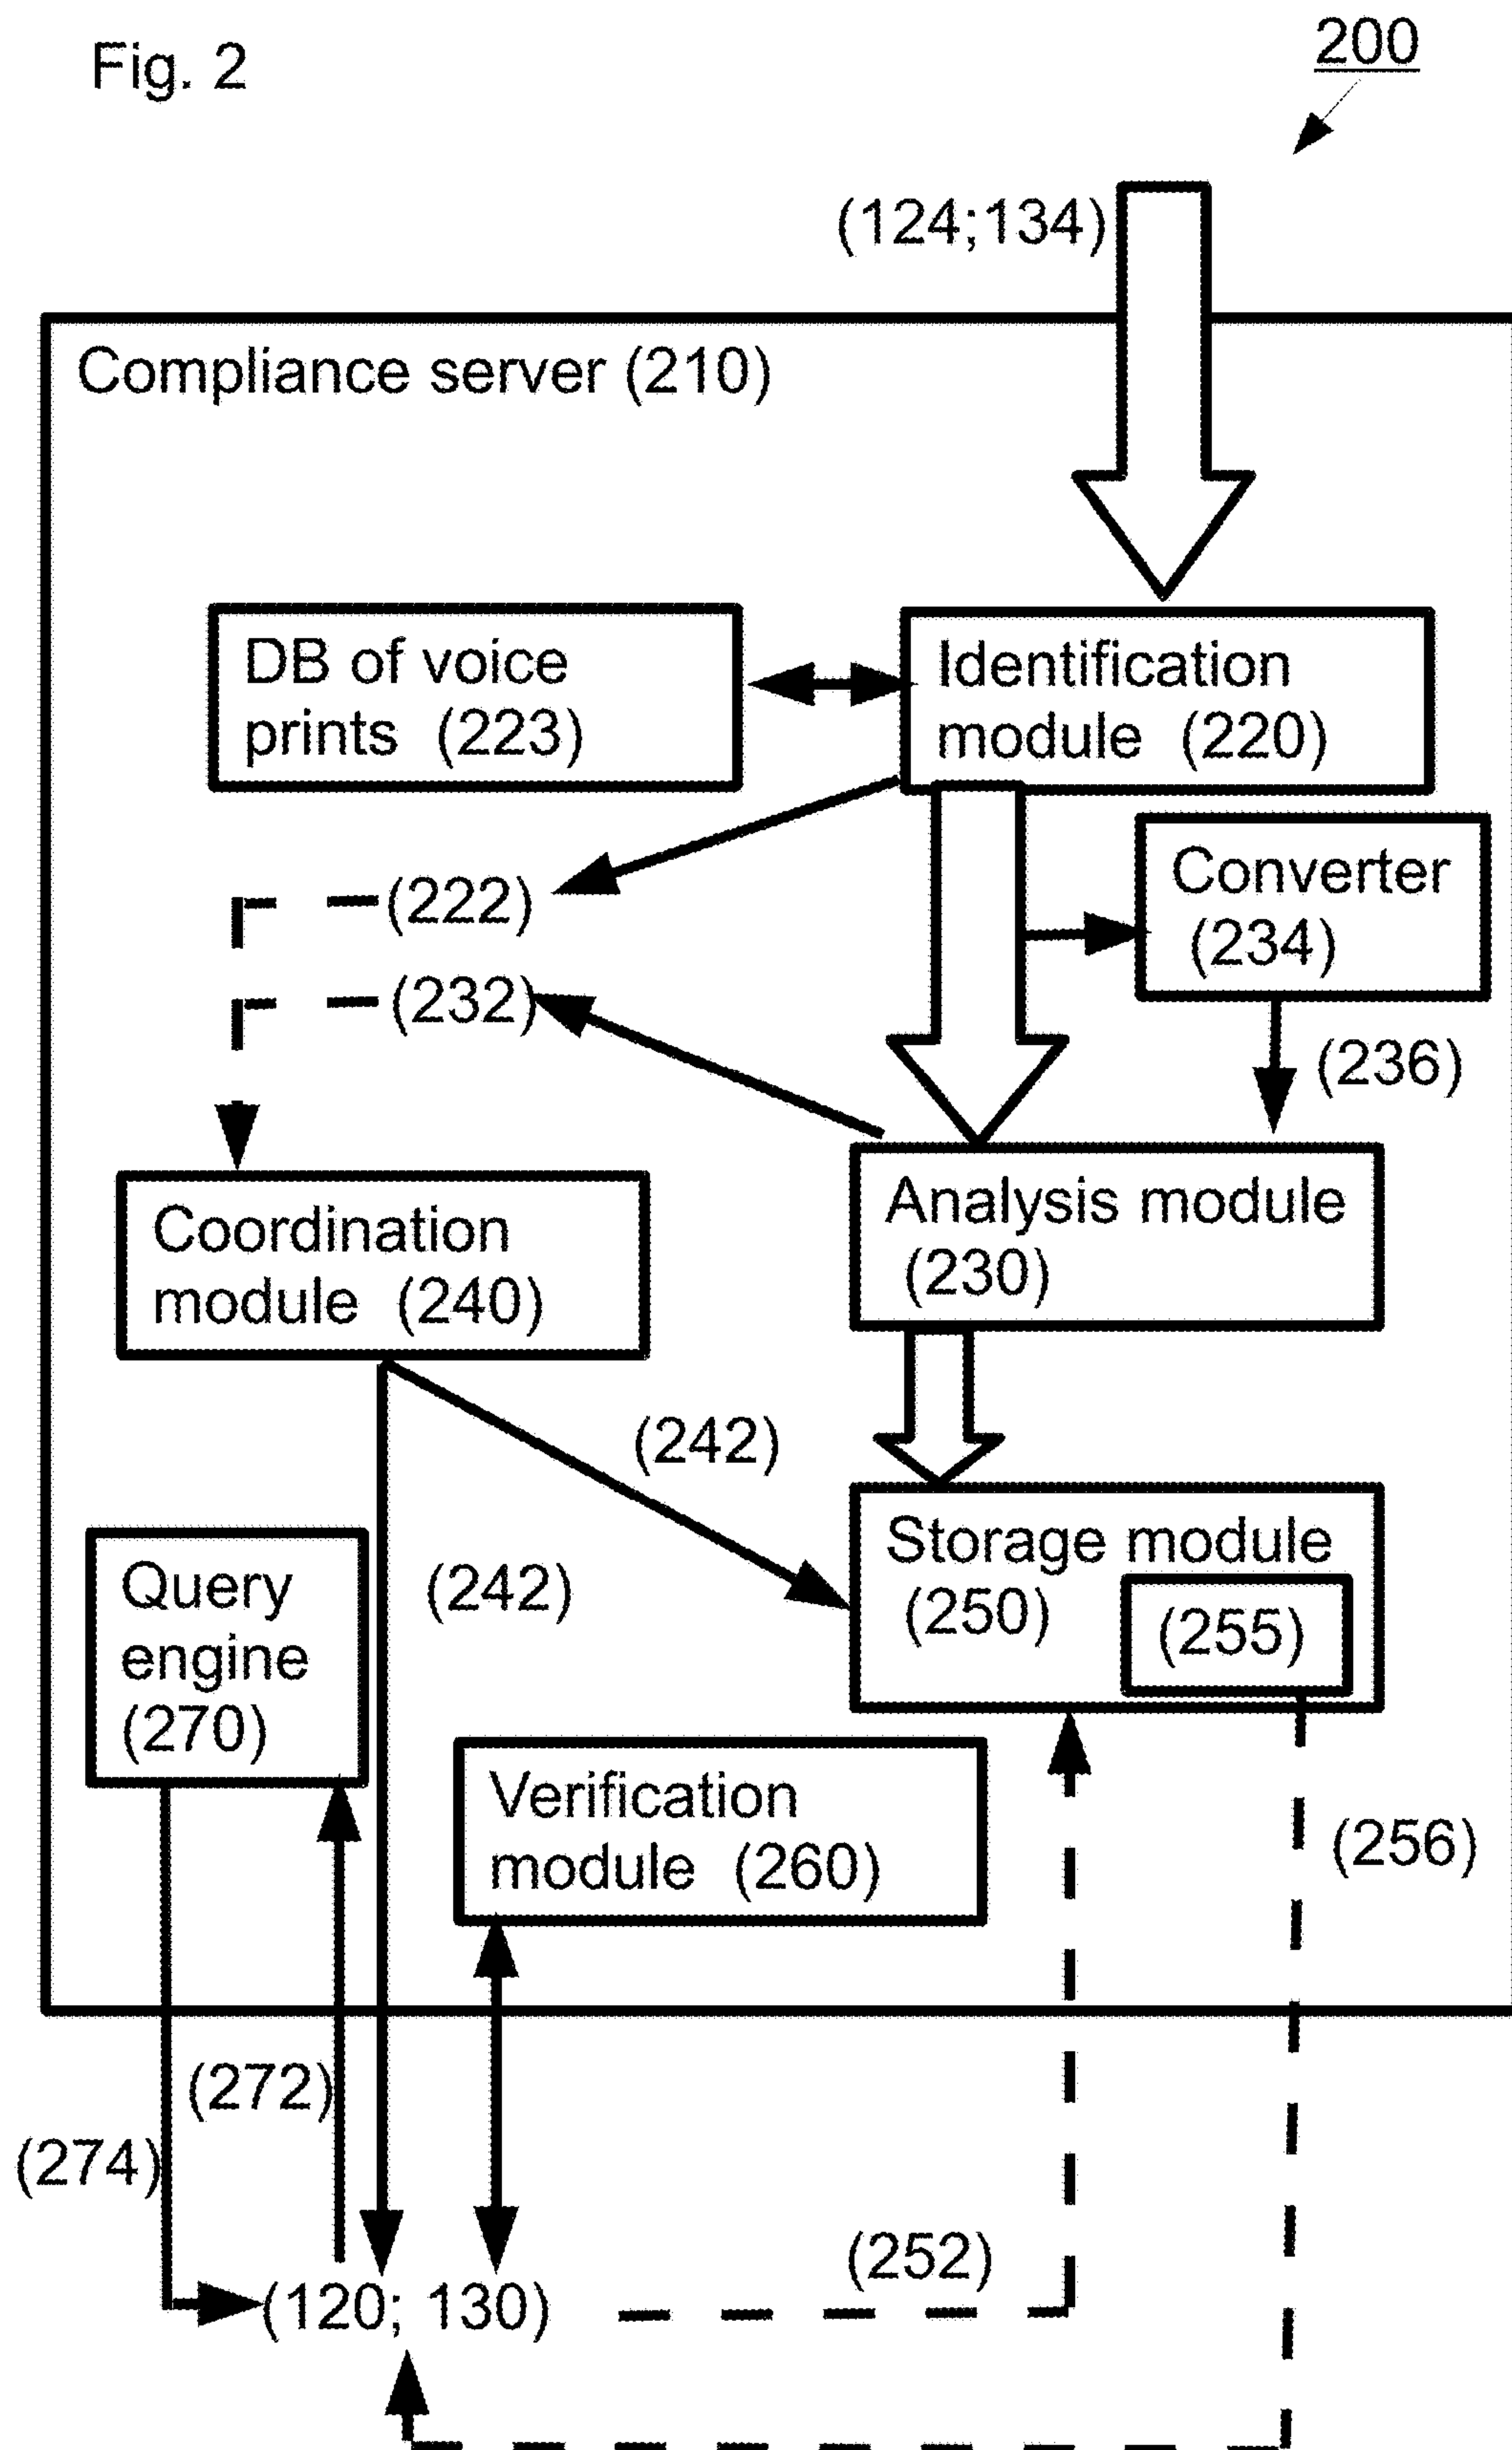 Fig. 2
200
(124;134)
Compliance server (210)
DB of voice
prints (223)
Identification
module (220)
Converter
(234)
(222)
(232)
(236)
Coordination
module (240)
Analysis module
(230)
(242)
Storage module
(250)
(255)
Query
engine
(270)
(242)
Verification
module (260)
(256)
(272)
(274)
(252)
(120; 130)